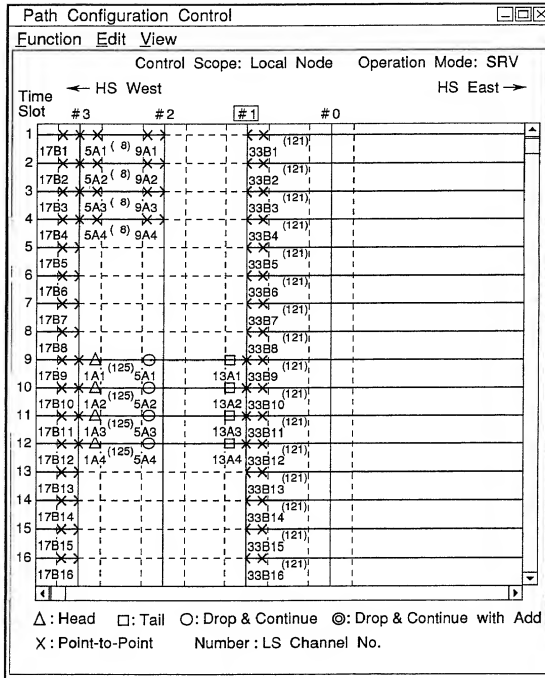 Path Configuration Control
Function Edit View
Control Scope: Local Node Operation Mode: SRV
← HS West HS East →
Time
Slot #3 #2 #1 #0
1 (121)
17B1 5A1 ( 8) 9A1 33B1
2 (121)
17B2 5A2 ( 8) 9A2 33B2
3 (121)
17B3 5A3 ( 8) 9A3 33B3
4 (121)
17B4 5A4 ( 8) 9A4 33B4
5 (121)
17B5 33B5
6 (121)
17B6 33B6
7 (121)
17B7 33B7
8 (121)
17B8 33B8
9 (121)
17B9 1A1 (125) 5A1 13A1 33B9
10 (121)
17B10 1A2 (125) 5A2 13A2 33B10
11 (121)
17B11 1A3 (125) 5A3 13A3 33B11
12 (121)
17B12 1A4 (125) 5A4 13A4 33B12
13 (121)
17B13 33B13
14 (121)
17B14 33B14
15 (121)
17B15 33B15
16 (121)
17B16 33B16
△: Head □: Tail ○: Drop & Continue ◎: Drop & Continue with Add
X: Point-to-Point Number: LS Channel No.